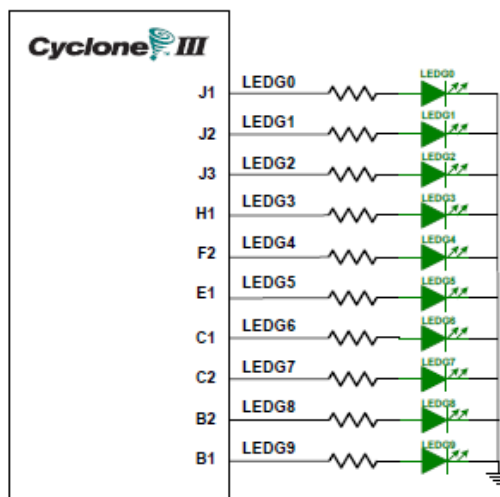 Cyclone III
J1 LEDG0 LEDG0
J2 LEDG1 LEDG1
J3 LEDG2 LEDG2
H1 LEDG3 LEDG3
F2 LEDG4 LEDG4
E1 LEDG5 LEDG5
C1 LEDG6 LEDG6
C2 LEDG7 LEDG7
B2 LEDG8 LEDG8
B1 LEDG9 LEDG9